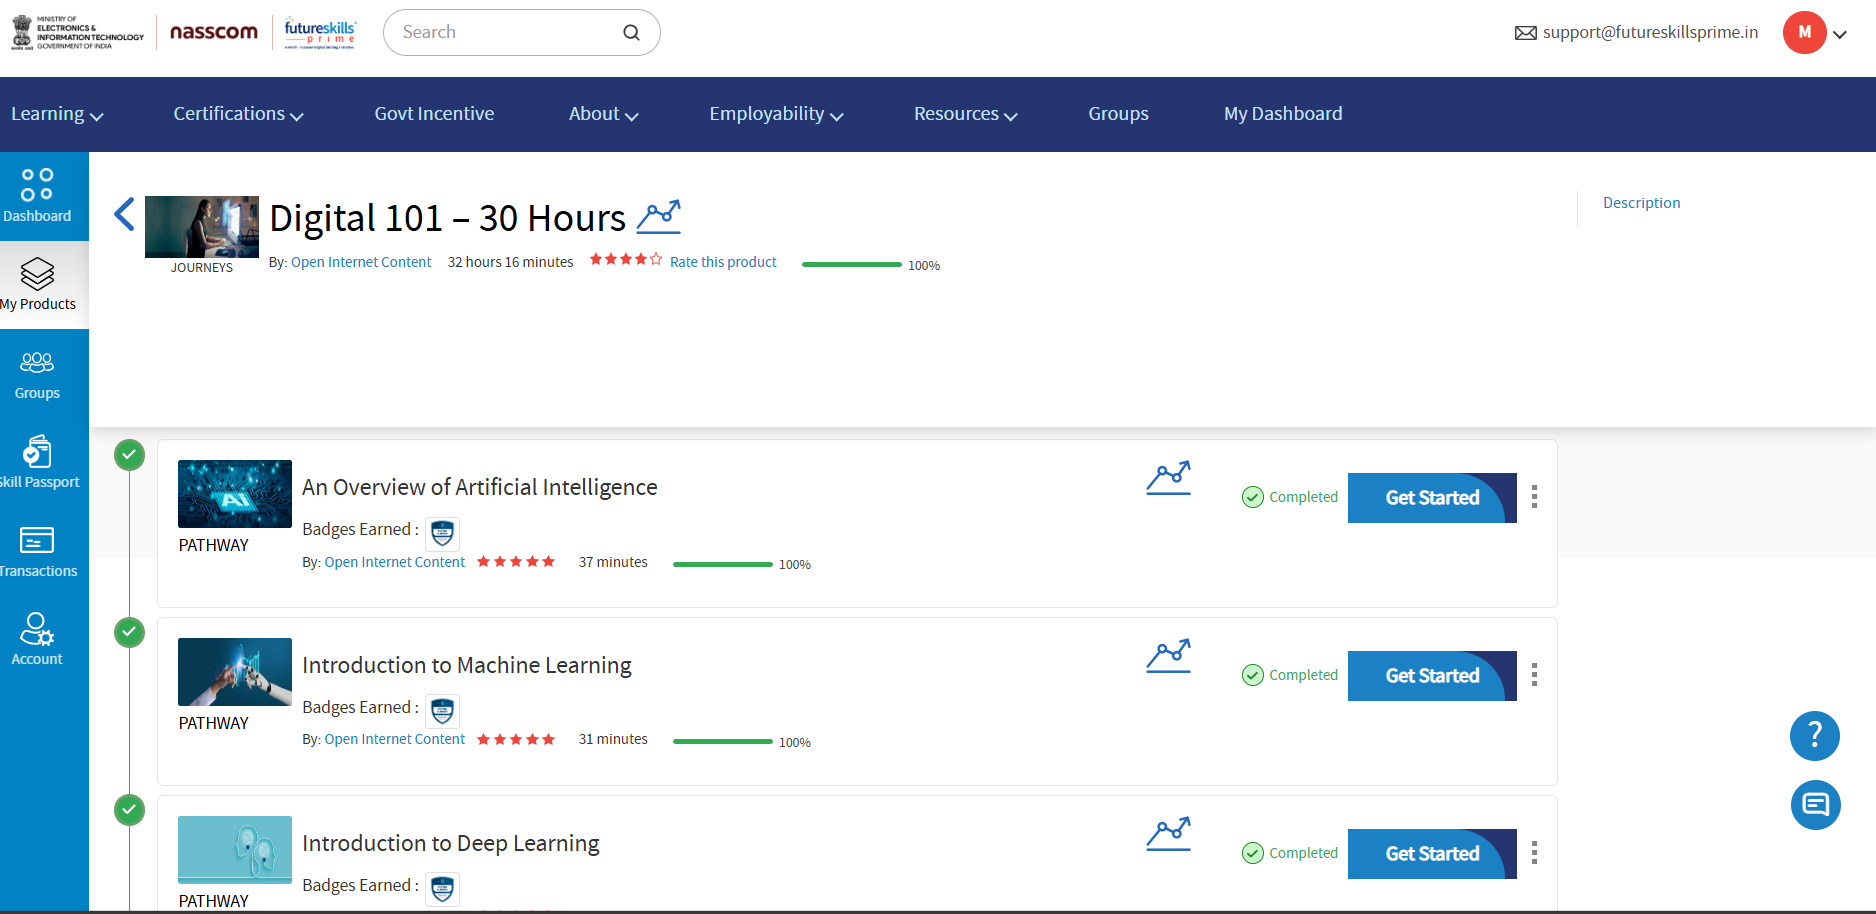 MINISTRY OF
ELECTRONICS &
INFORMATION TECHNOLOGY
GOVERNMENT OF INDIA
nasscom
futureskills
prime
Search
support@futureskillsprime.in
M
Learning
Certifications
Govt Incentive
About
Employability
Resources
Groups
My Dashboard
Dashboard
My Products
Groups
Skill Passport
Transactions
Account
Digital 101 – 30 Hours
JOURNEYS
By: Open Internet Content 32 hours 16 minutes Rate this product 100%
Description
An Overview of Artificial Intelligence
AI
Badges Earned :
PATHWAY
By: Open Internet Content 37 minutes 100%
Completed
Get Started
Introduction to Machine Learning
Badges Earned :
PATHWAY
By: Open Internet Content 31 minutes 100%
Completed
Get Started
Introduction to Deep Learning
Badges Earned :
PATHWAY
Completed
Get Started
?